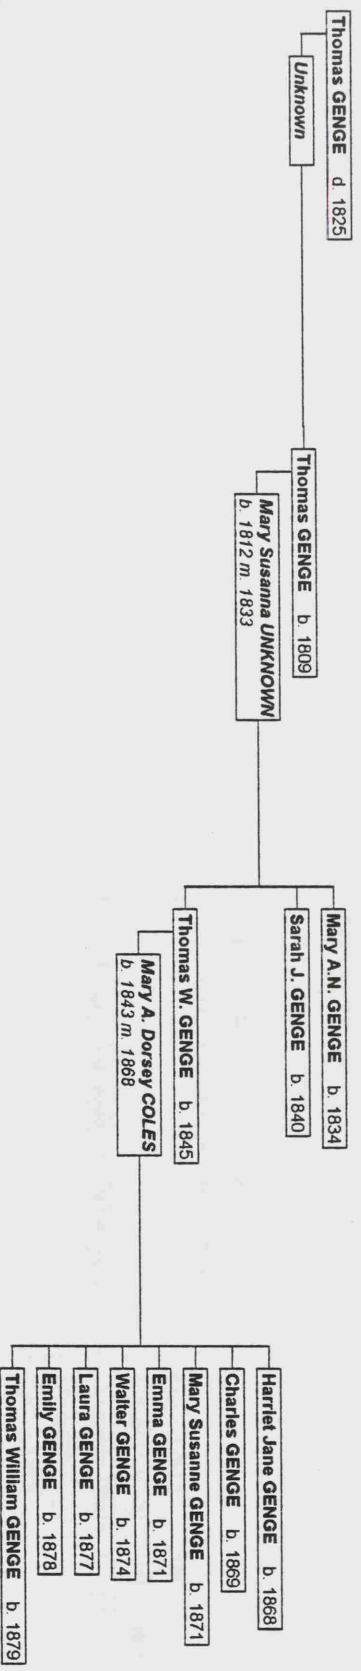 Thomas GENGE d. 1825
Unknown
Thomas GENGE b. 1809
Mary Susanna UNKNOWN
b. 1812 m. 1833
Mary A.N. GENGE b. 1834
Sarah J. GENGE b. 1840
Thomas W. GENGE b. 1845
Mary A. Dorsey COLES
b. 1843 m. 1868
Harriet Jane GENGE b. 1868
Charles GENGE b. 1869
Mary Susanne GENGE b. 1871
Emma GENGE b. 1871
Walter GENGE b. 1874
Laura GENGE b. 1877
Emily GENGE b. 1878
Thomas William GENGE b. 1879